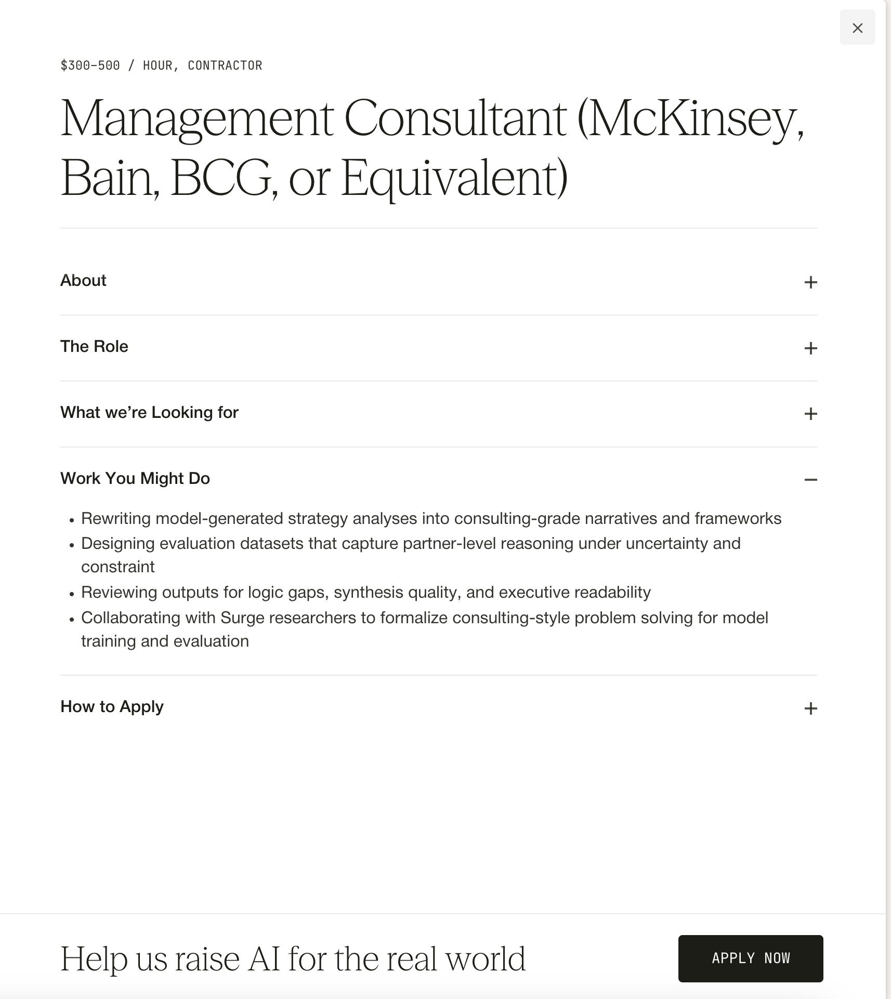 $300–500 / HOUR, CONTRACTOR
Management Consultant (McKinsey,
Bain, BCG, or Equivalent)
About
The Role
What we’re Looking for
Work You Might Do
• Rewriting model-generated strategy analyses into consulting-grade narratives and frameworks
• Designing evaluation datasets that capture partner-level reasoning under uncertainty and
constraint
• Reviewing outputs for logic gaps, synthesis quality, and executive readability
• Collaborating with Surge researchers to formalize consulting-style problem solving for model
training and evaluation
How to Apply
Help us raise AI for the real world
APPLY NOW